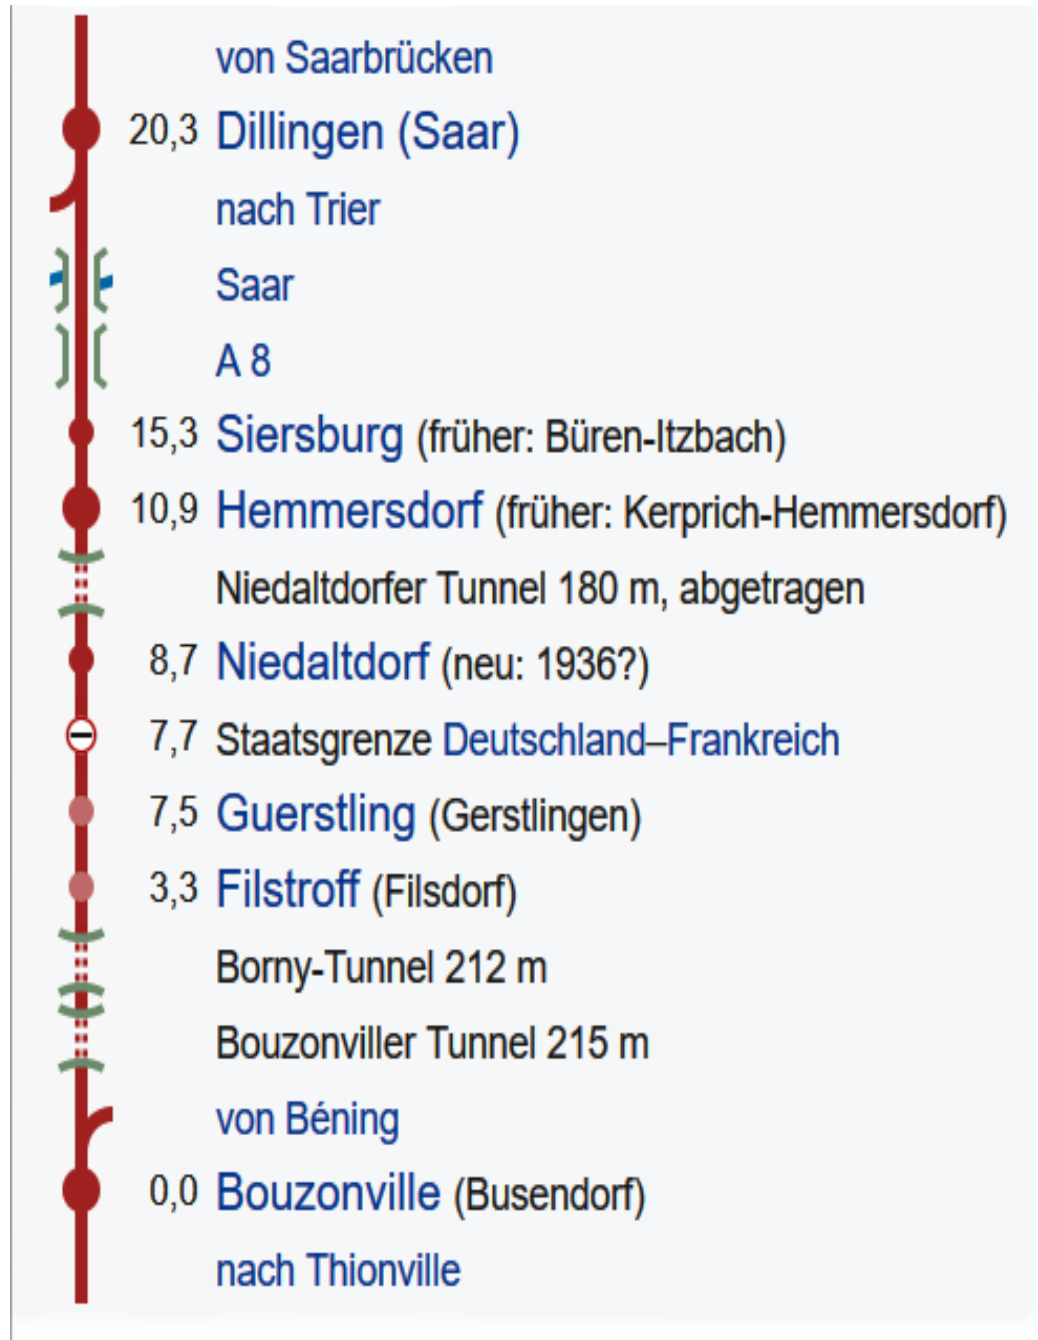 von Saarbrücken
20,3 Dillingen (Saar)
nach Trier
Saar
A 8
15,3 Siersburg (früher: Büren-Itzbach)
10,9 Hemmersdorf (früher: Kerprich-Hemmersdorf)
Niedaltdorfer Tunnel 180 m, abgetragen
8,7 Niedaltdorf (neu: 1936?)
7,7 Staatsgrenze Deutschland–Frankreich
7,5 Guerstling (Gerstlingen)
3,3 Filstroff (Filsdorf)
Borny-Tunnel 212 m
Bouzonviller Tunnel 215 m
von Béning
0,0 Bouzonville (Busendorf)
nach Thionville